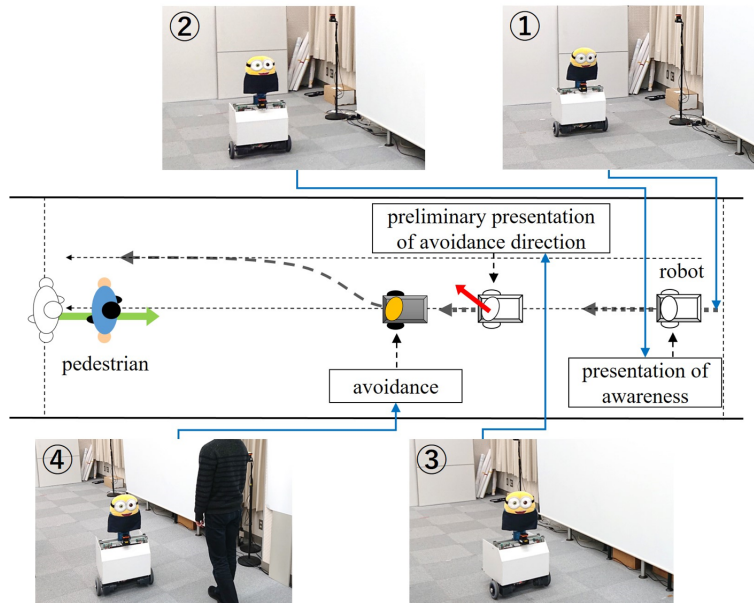 ②
①
preliminary presentation
of avoidance direction
robot
pedestrian
avoidance
presentation of
awareness
④
③